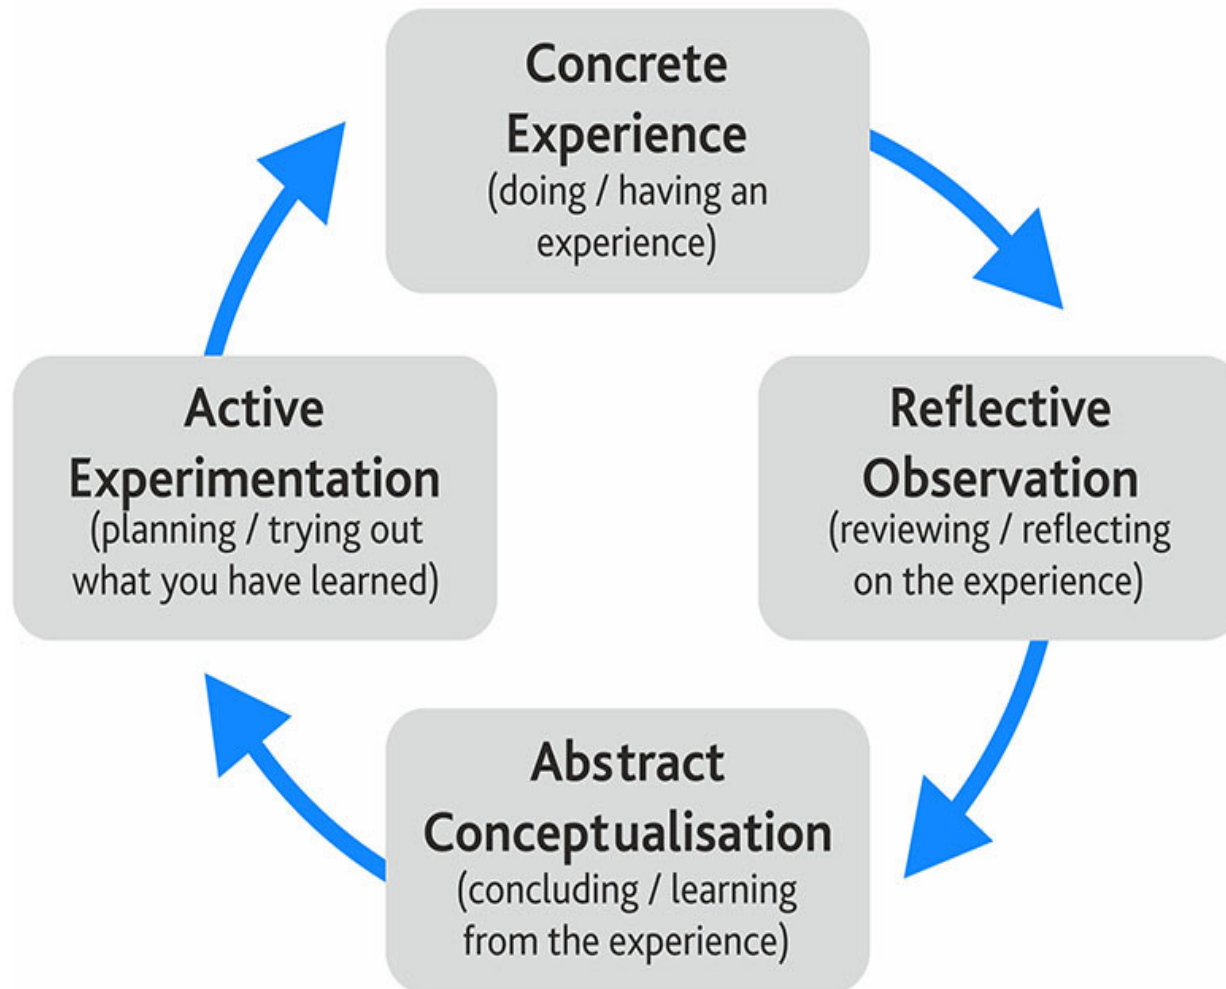 Concrete
Experience
(doing / having an
experience)
Active
Experimentation
(planning / trying out
what you have learned)
Reflective
Observation
(reviewing / reflecting
on the experience)
Abstract
Conceptualisation
(concluding / learning
from the experience)